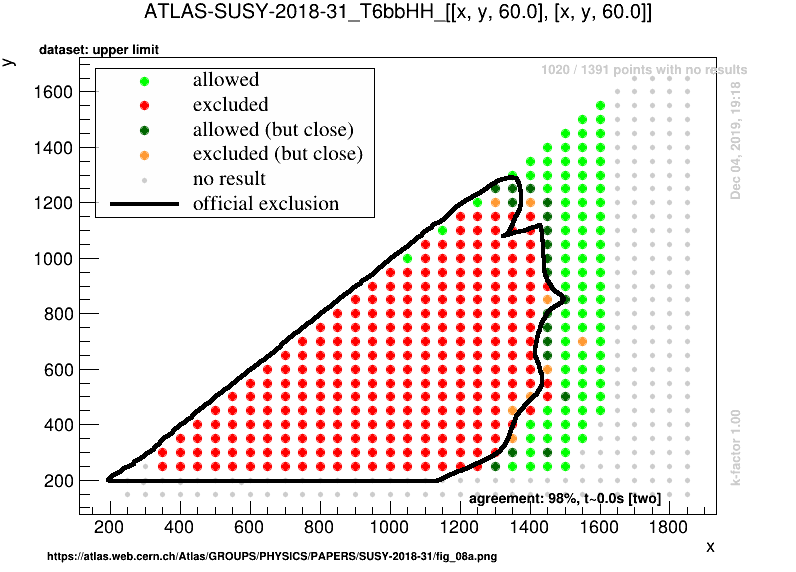 ATLAS-SUSY-2018-31_T6bbHH_[[x, y, 60.0], [x, y, 60.0]]
dataset: upper limit
y
1020 / 1391 points with no results
allowed
excluded
allowed (but close)
excluded (but close)
no result
official exclusion
1600
1400
1200
1000
800
600
400
200
Dec 04, 2019, 19:18
k-factor 1.00
agreement: 98%, t~0.0s [two]
200 400 600 800 1000 1200 1400 1600 1800
x
https://atlas.web.cern.ch/Atlas/GROUPS/PHYSICS/PAPERS/SUSY-2018-31/fig_08a.png